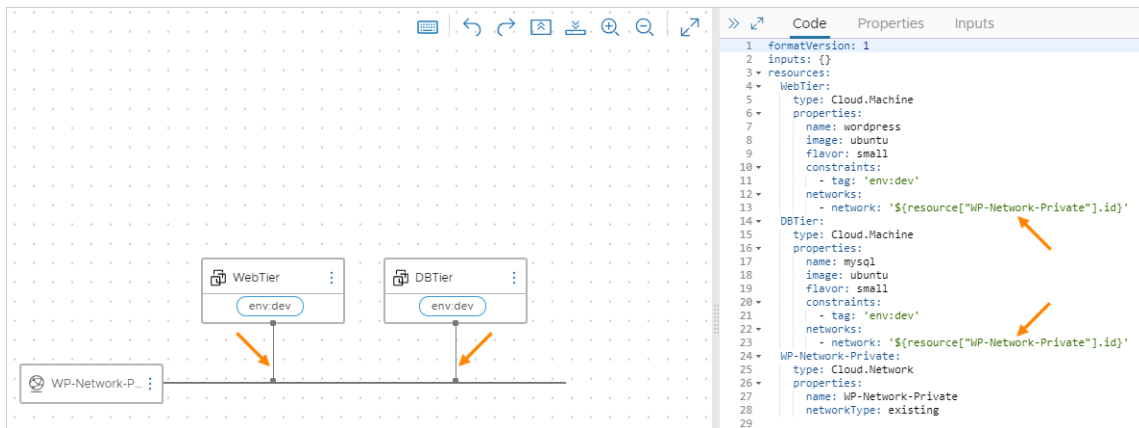 Code Properties Inputs
1 formatVersion: 1
2 inputs: {}
3 resources:
4 WebTier:
5 type: Cloud.Machine
6 properties:
7 name: wordpress
8 image: ubuntu
9 flavor: small
10 constraints:
11 - tag: 'env:dev'
12 networks:
13 - network: '${resource["WP-Network-Private"].id}'
14 DBTier:
15 type: Cloud.Machine
16 properties:
17 name: mysql
18 image: ubuntu
19 flavor: small
20 constraints:
21 - tag: 'env:dev'
22 networks:
23 - network: '${resource["WP-Network-Private"].id}'
24 WP-Network-Private:
25 type: Cloud.Network
26 properties:
27 name: WP-Network-Private
28 networkType: existing
29
WebTier
env:dev
DBTier
env:dev
WP-Network-P...